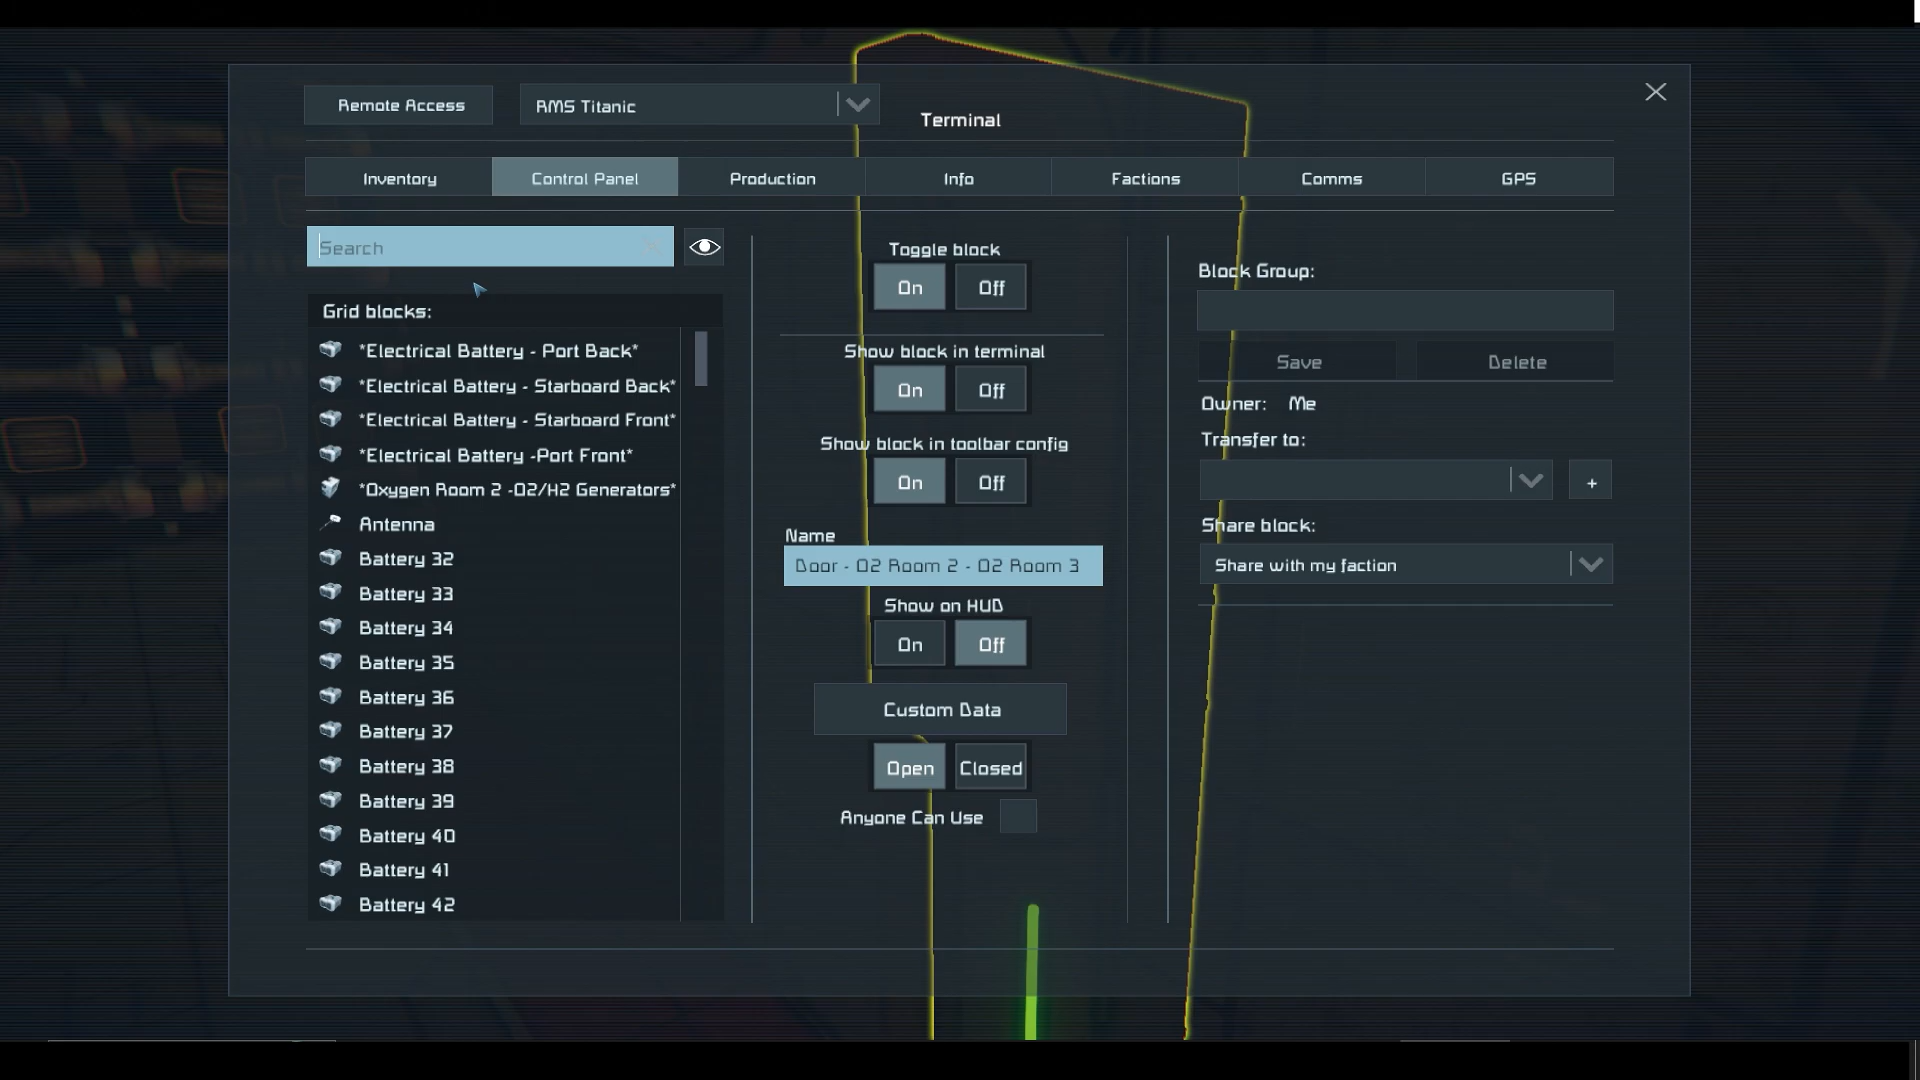 Remote Access
RMS Titanic
Terminal
Inventory
Control Panel
Production
Info
Factions
Comms
GPS
Search
Grid blocks:
*Electrical Battery - Port Back*
*Electrical Battery - Starboard Back*
*Electrical Battery - Starboard Front*
*Electrical Battery -Port Front*
*Oxygen Room 2 -O2/H2 Generators*
Antenna
Battery 32
Battery 33
Battery 34
Battery 35
Battery 36
Battery 37
Battery 38
Battery 39
Battery 40
Battery 41
Battery 42
Toggle block
On Off
Show block in terminal
On Off
Show block in toolbar config
On Off
Name
Door - O2 Room 2 - O2 Room 3
Show on HUD
On Off
Custom Data
Open Closed
Anyone Can Use
Block Group:
Save Delete
Owner: Me
Transfer to:
+
Share block:
Share with my faction